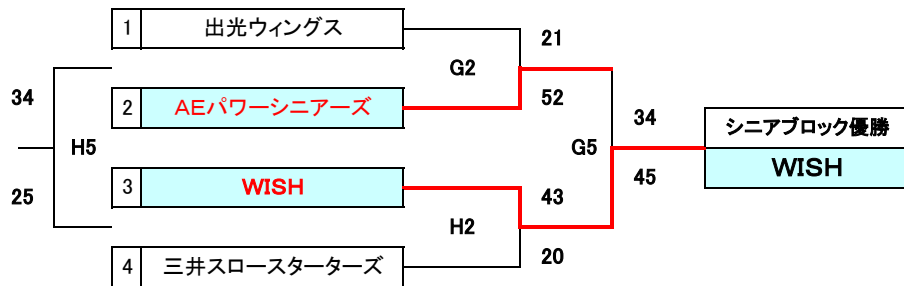 1 出光ウィングス
21
G2
34
2 AEパワーシニアーズ
52
34
シニアブロック優勝
H5
G5
WISH
3 WISH
45
25
43
H2
20
4 三井スロースターターズ